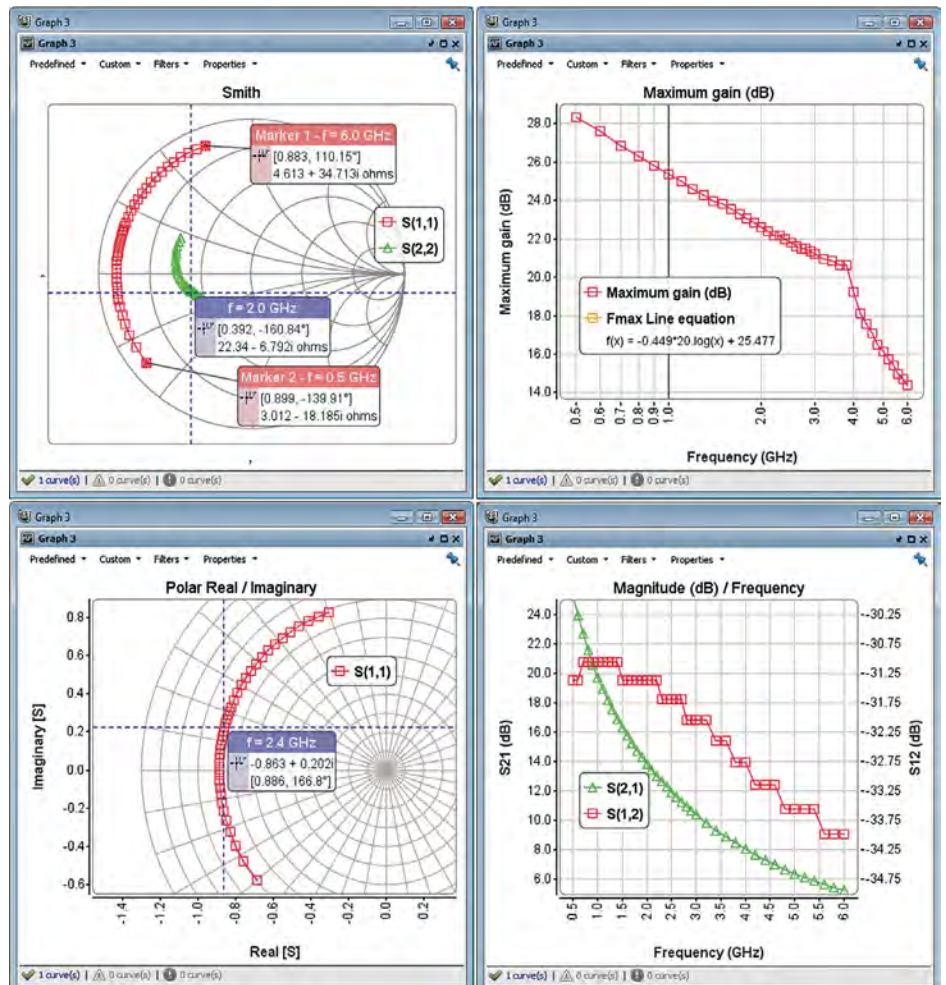 Graph 3
Graph 3
Predefined Custom Filters Properties
Smith
Marker 1 - f = 6.0 GHz
[0.883, 110.15°]
4.613 + 34.713i ohms
S(1,1)
S(2,2)
f = 2.0 GHz
[0.392, -160.84°]
22.34 - 6.792i ohms
Marker 2 - f = 0.5 GHz
[0.899, -139.91°]
3.012 - 18.185i ohms
1 curve(s) | 0 curve(s) | 0 curve(s)
Graph 3
Graph 3
Predefined Custom Filters Properties
Maximum gain (dB)
Maximum gain (dB)
28.0
26.0
24.0
22.0
20.0
18.0
16.0
14.0
Maximum gain (dB)
Fmax Line equation
f(x) = -0.449*20.log(x) + 25.477
0.5 0.6 0.7 0.8 0.9 1.0 2.0 3.0 4.0 5.0 6.0
Frequency (GHz)
1 curve(s) | 0 curve(s) | 0 curve(s)
Graph 3
Graph 3
Predefined Custom Filters Properties
Polar Real / Imaginary
Imaginary [S]
0.8
0.6
0.4
0.2
0.0
-0.2
-0.4
-0.6
S(1,1)
f = 2.4 GHz
-0.863 + 0.202i
[0.886, 166.8°]
-1.4 -1.2 -1.0 -0.8 -0.6 -0.4 -0.2 0.0 0.2
Real [S]
1 curve(s) | 0 curve(s) | 0 curve(s)
Graph 3
Graph 3
Predefined Custom Filters Properties
Magnitude (dB) / Frequency
S21 (dB)
24.0
22.0
20.0
18.0
16.0
14.0
12.0
10.0
8.0
6.0
S(2,1)
S(1,2)
-30.25
-30.75
-31.25
-31.75
-32.25
-32.75
-33.25
-33.75
-34.25
-34.75
S12 (dB)
0.5 1.0 1.5 2.0 2.5 3.0 3.5 4.0 4.5 5.0 5.5 6.0
Frequency (GHz)
1 curve(s) | 0 curve(s) | 0 curve(s)